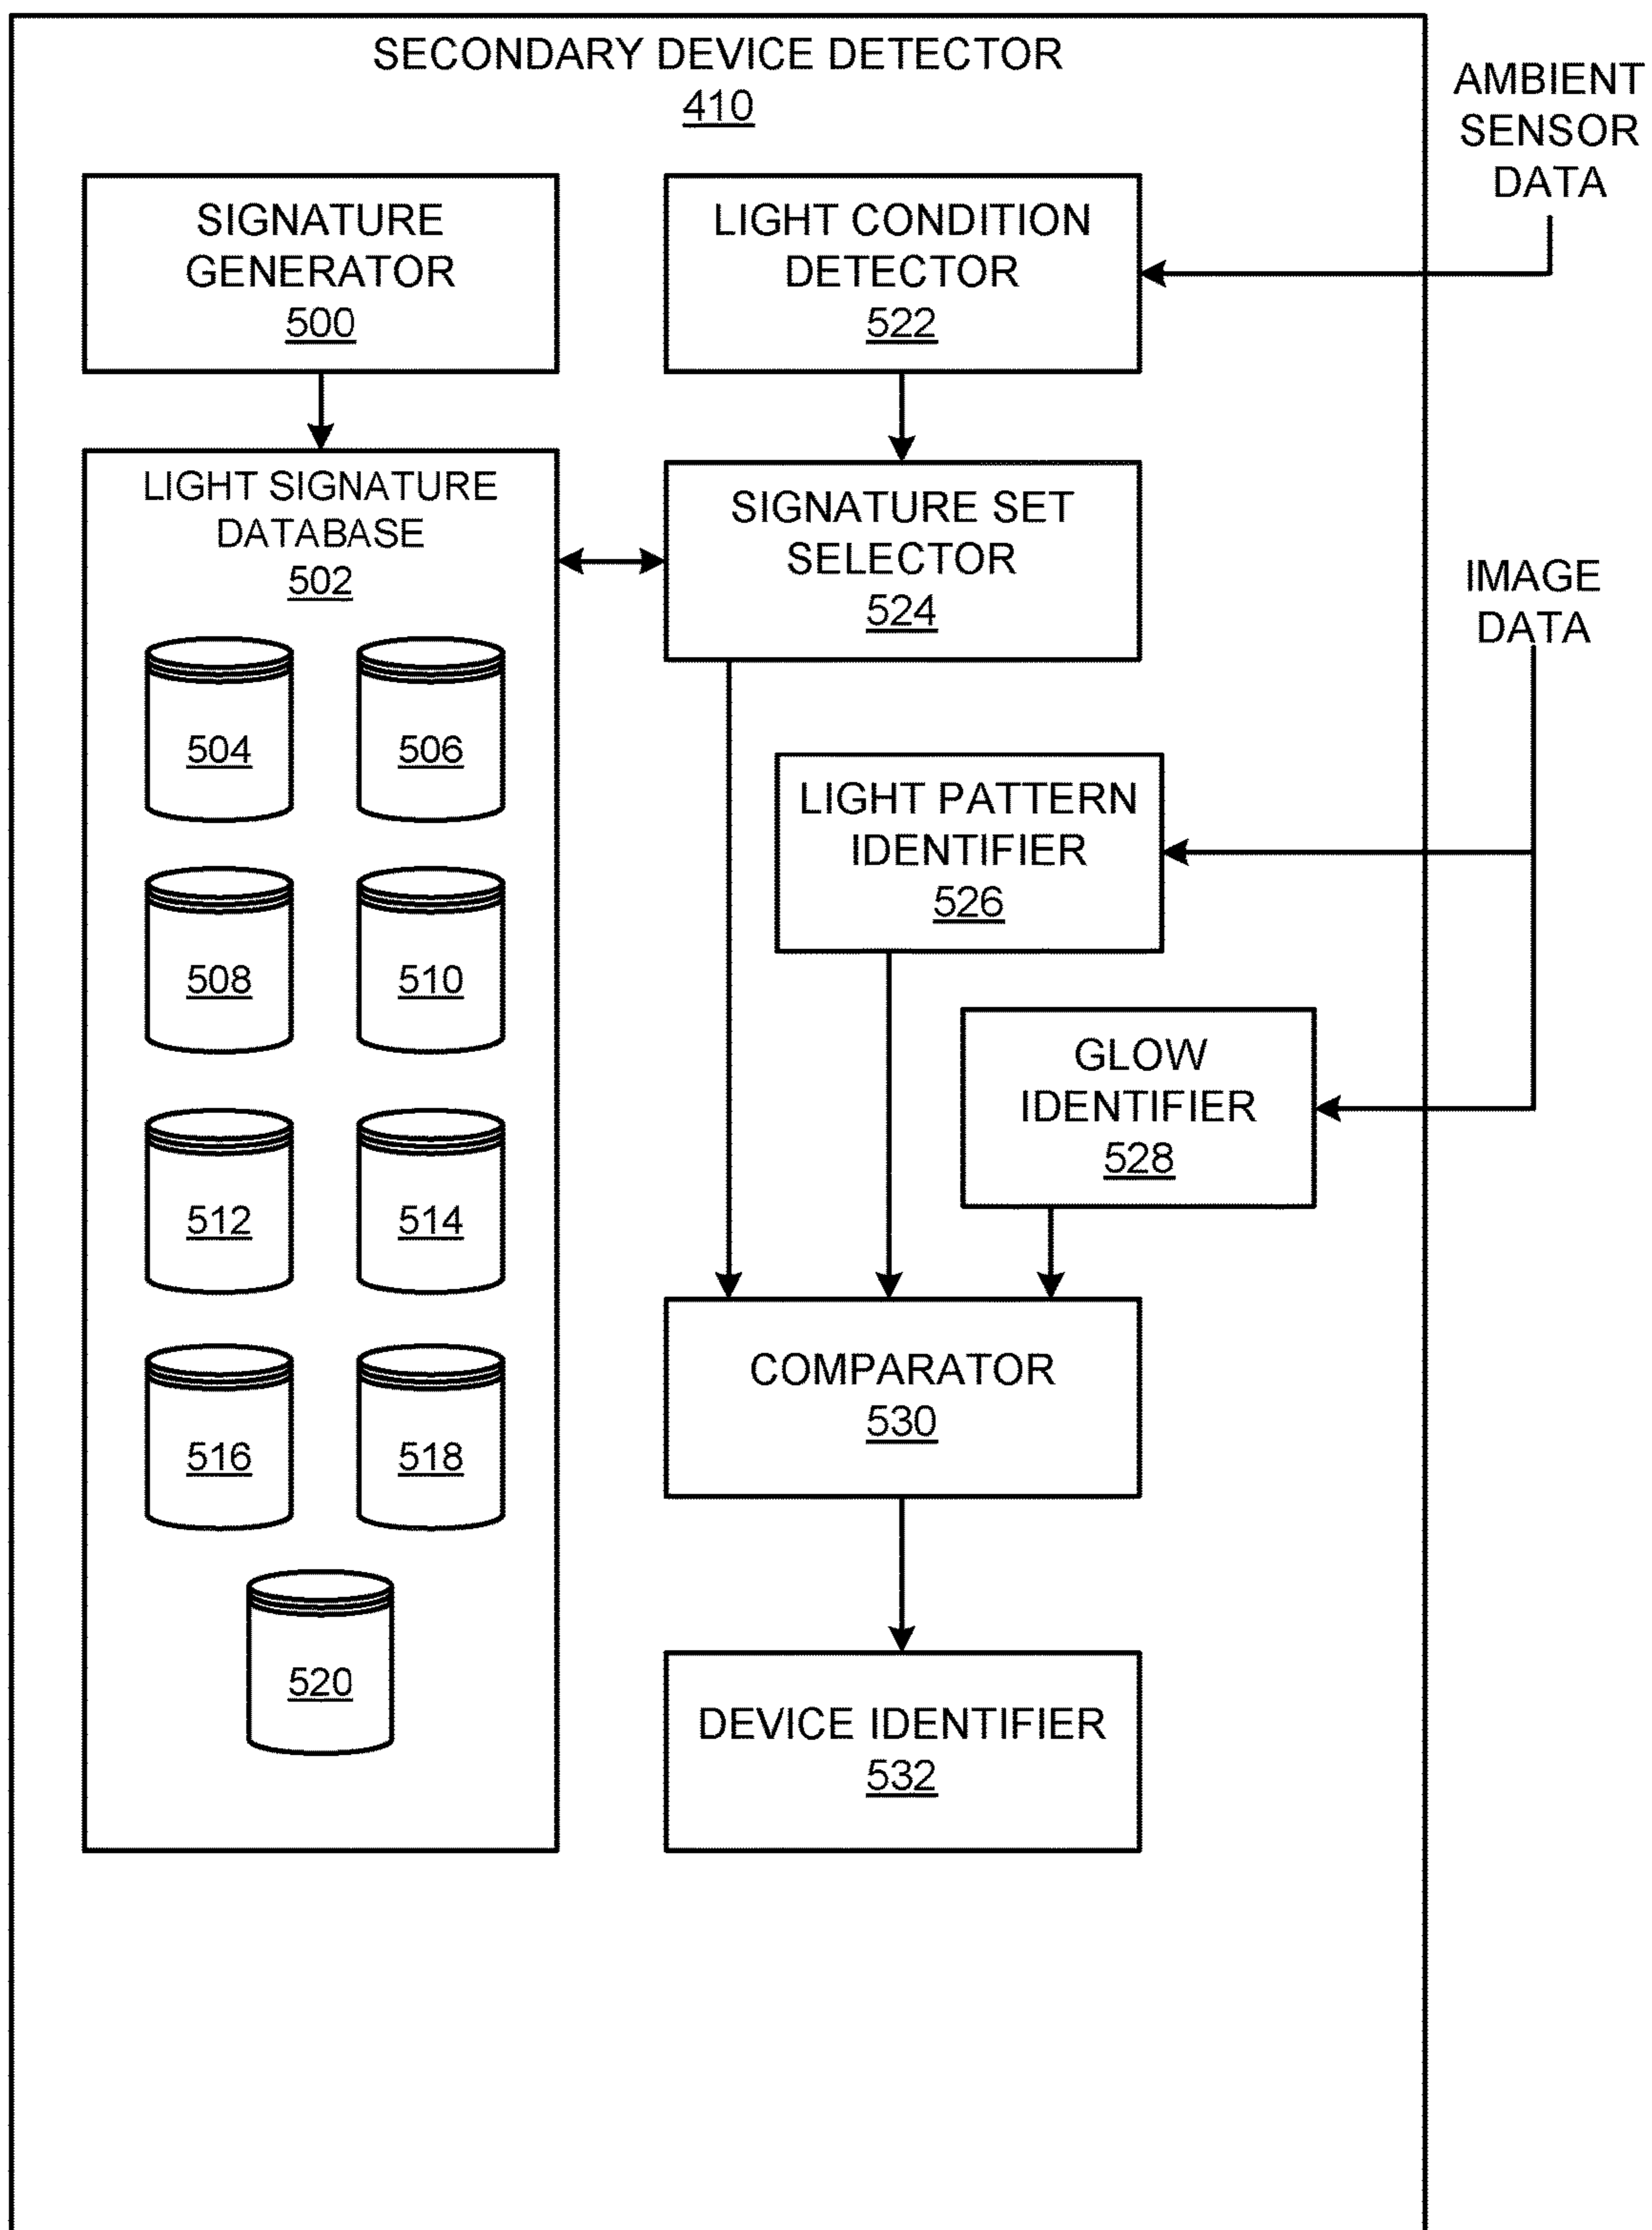 SECONDARY DEVICE DETECTOR
410
AMBIENT
SENSOR
DATA
SIGNATURE
GENERATOR
500
LIGHT CONDITION
DETECTOR
522
LIGHT SIGNATURE
DATABASE
502
SIGNATURE SET
SELECTOR
524
IMAGE
DATA
504
506
LIGHT PATTERN
IDENTIFIER
526
508
510
GLOW
IDENTIFIER
528
512
514
COMPARATOR
530
516
518
520
DEVICE IDENTIFIER
532